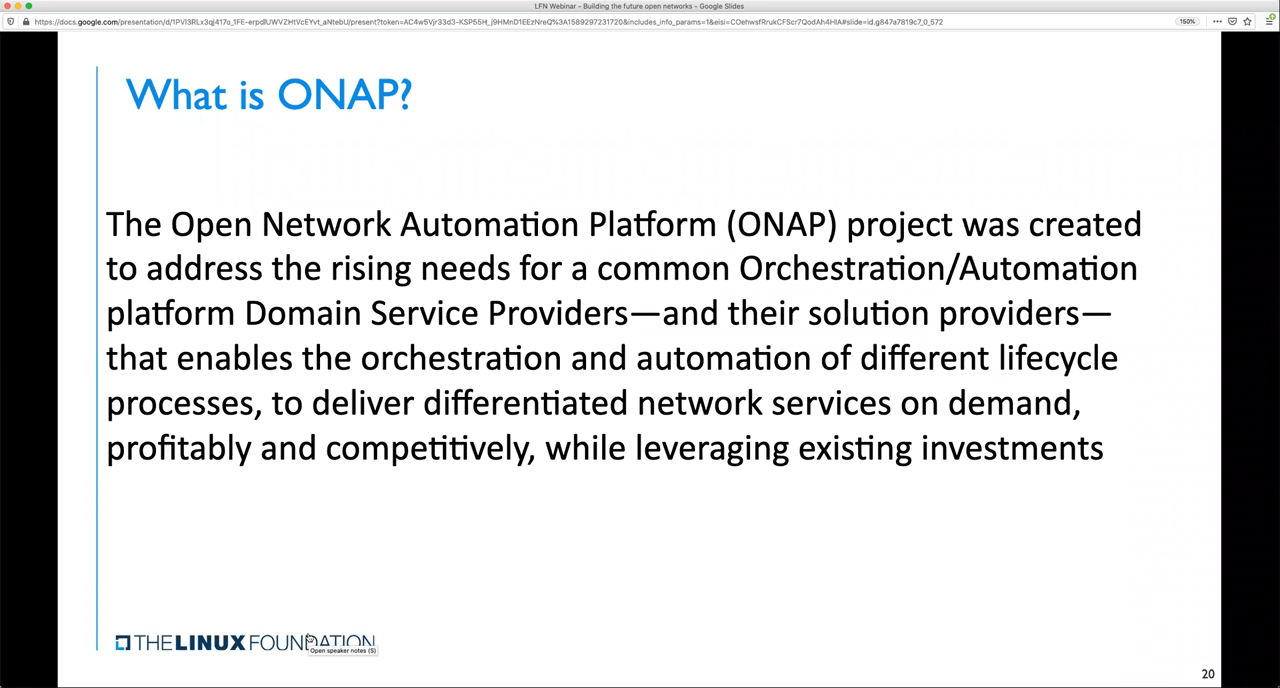 LFN Webinar - Building the future open networks - Google Slides
150%
What is ONAP?
The Open Network Automation Platform (ONAP) project was created
to address the rising needs for a common Orchestration/Automation
platform Domain Service Providers—and their solution providers—
that enables the orchestration and automation of different lifecycle
processes, to deliver differentiated network services on demand,
profitably and competitively, while leveraging existing investments
THE LINUX FOUNDATION
Open speaker notes (S)
20